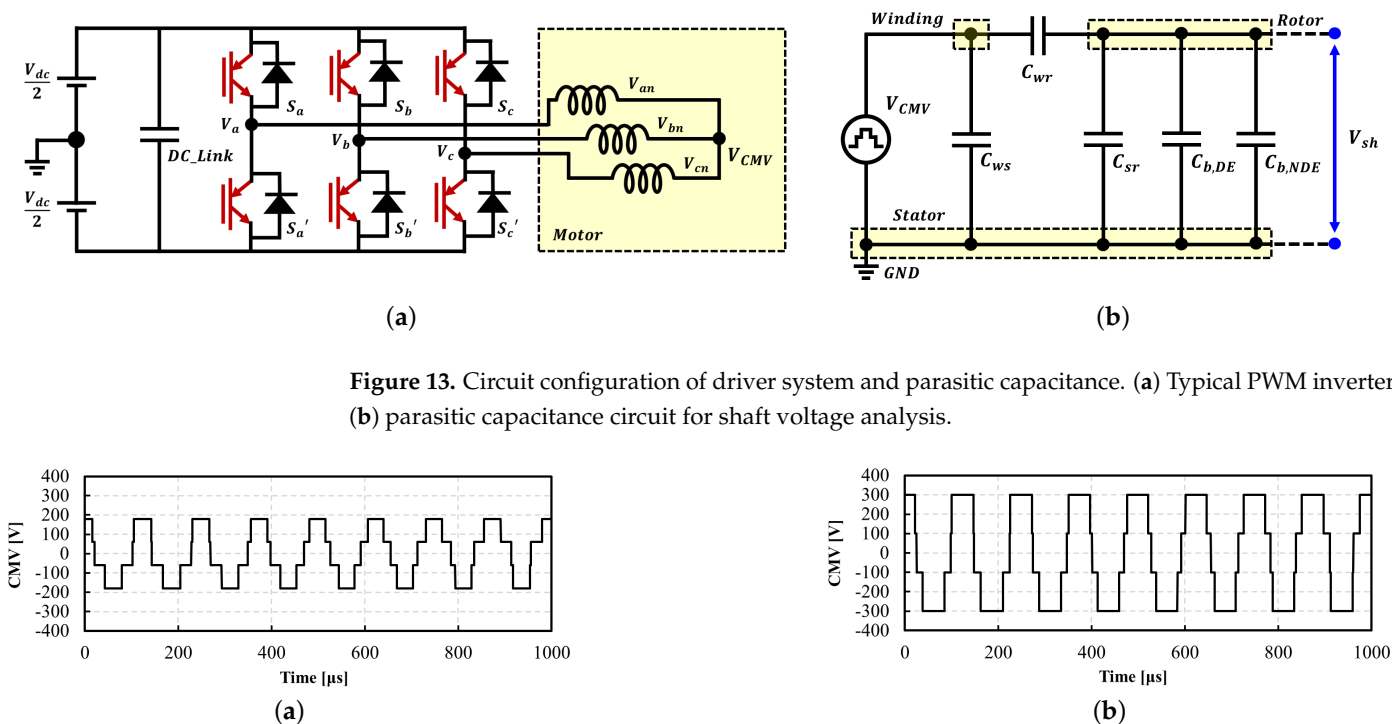 V_dc/2
V_dc/2
DC_Link
V_a
V_b
V_c
S_a
S_b
S_c
S_a'
S_b'
S_c'
V_an
V_bn
V_cn
V_CMV
Motor
(a)
Winding
Rotor
C_wr
V_CMV
C_ws
C_sr
C_b,DE
C_b,NDE
V_sh
Stator
GND
(b)
Figure 13. Circuit configuration of driver system and parasitic capacitance. (a) Typical PWM inverter
(b) parasitic capacitance circuit for shaft voltage analysis.
CMV [V]
400
300
200
100
0
-100
-200
-300
-400
0 200 400 600 800 1000
Time [µs]
(a)
CMV [V]
400
300
200
100
0
-100
-200
-300
-400
0 200 400 600 800 1000
Time [µs]
(b)